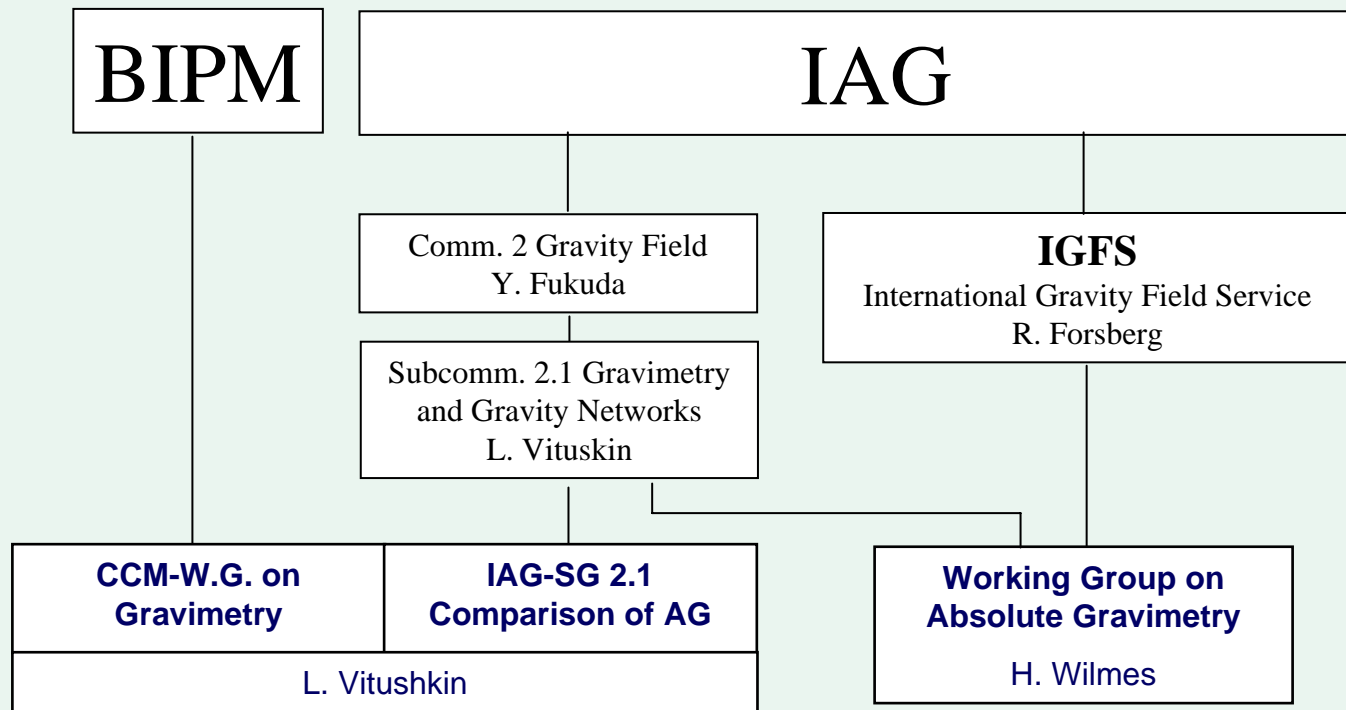 BIPM
IAG
Comm. 2 Gravity Field
Y. Fukuda
IGFS
International Gravity Field Service
R. Forsberg
Subcomm. 2.1 Gravimetry
and Gravity Networks
L. Vituskin
CCM-W.G. on
Gravimetry
IAG-SG 2.1
Comparison of AG
L. Vitushkin
Working Group on
Absolute Gravimetry
H. Wilmes